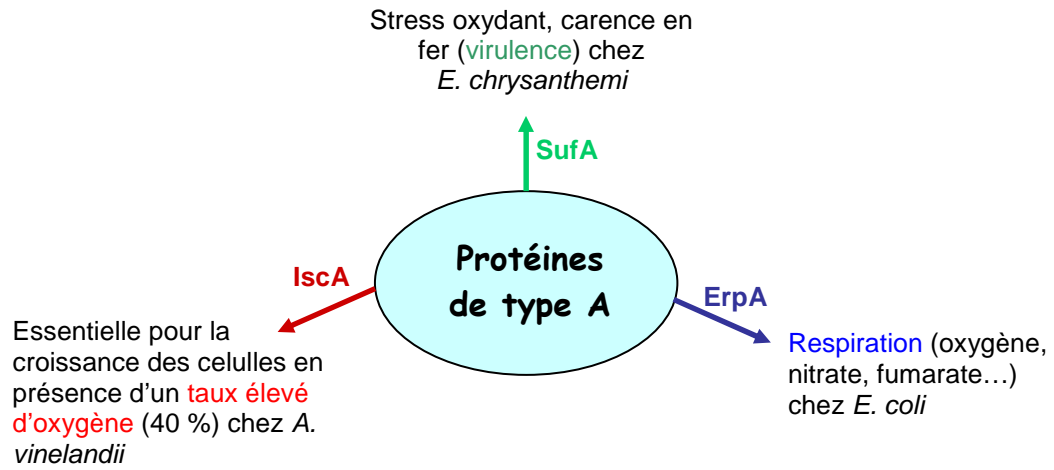 Stress oxydant, carence en
fer (virulence) chez
E. chrysanthemi
SufA
Protéines
de type A
IscA
ErpA
Essentielle pour la
croissance des celulles en
présence d'un taux élevé
d'oxygène (40 %) chez A.
vinelandii
Respiration (oxygène,
nitrate, fumarate…)
chez E. coli